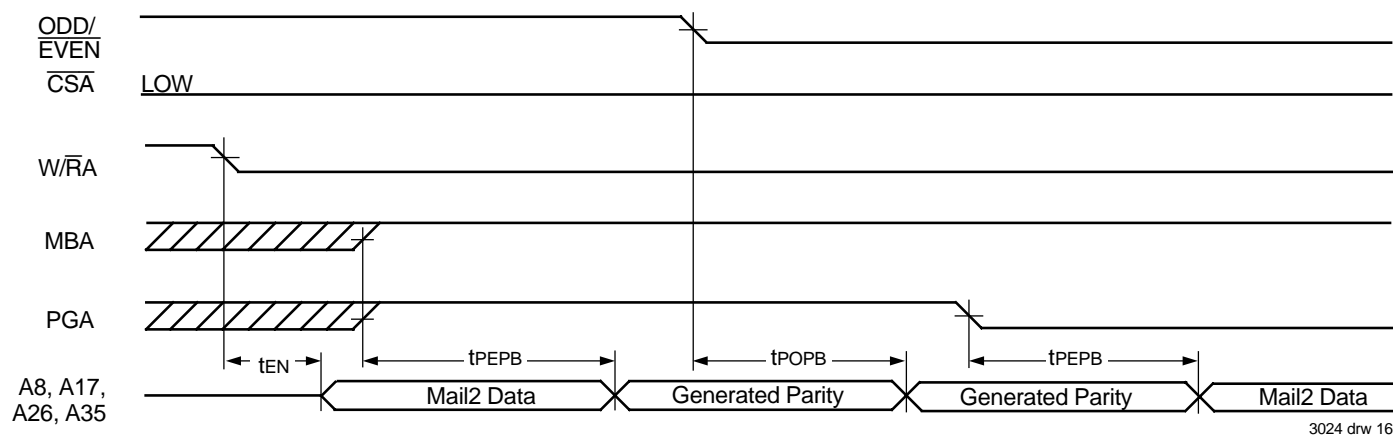 ODD/
EVEN
CSA
LOW
W/RA
MBA
PGA
tEN
tPEPB
tPOPB
tPEPB
A8, A17,
A26, A35
Mail2 Data
Generated Parity
Generated Parity
Mail2 Data
3024 drw 16